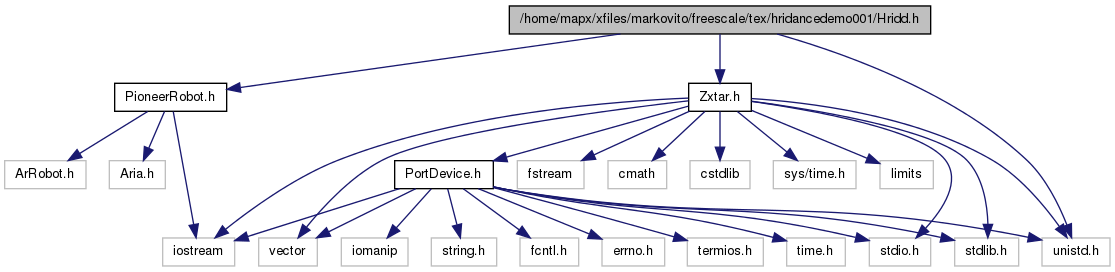 /home/mapx/xfiles/markovito/freescale/tex/hridancedemo001/Hridd.h
PioneerRobot.h
Zxtar.h
ArRobot.h
Aria.h
PortDevice.h
fstream
cmath
cstdlib
sys/time.h
limits
iostream
vector
iomanip
string.h
fcntl.h
errno.h
termios.h
time.h
stdio.h
stdlib.h
unistd.h